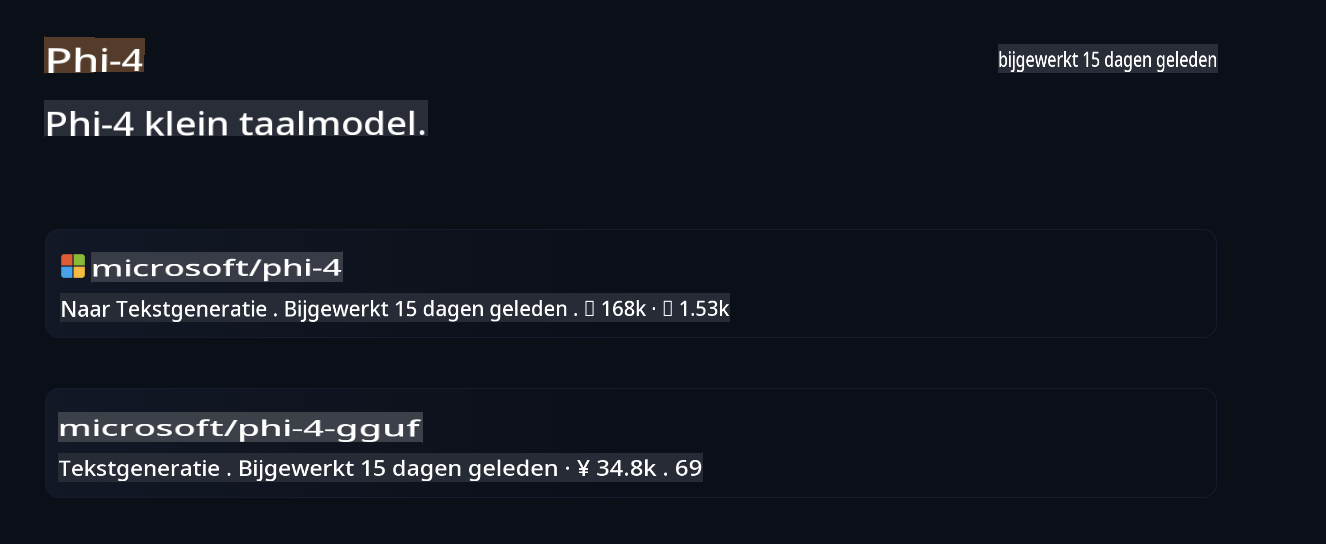 Phi-4
bijgewerkt 15 dagen geleden
Phi-4 klein taalmodel.
microsoft/phi-4
Naar Tekstgeneratie . Bijgewerkt 15 dagen geleden . 𗀀 168k · 𗀀 1.53k
microsoft/phi-4-gguf
Tekstgeneratie . Bijgewerkt 15 dagen geleden · ¥ 34.8k . 69